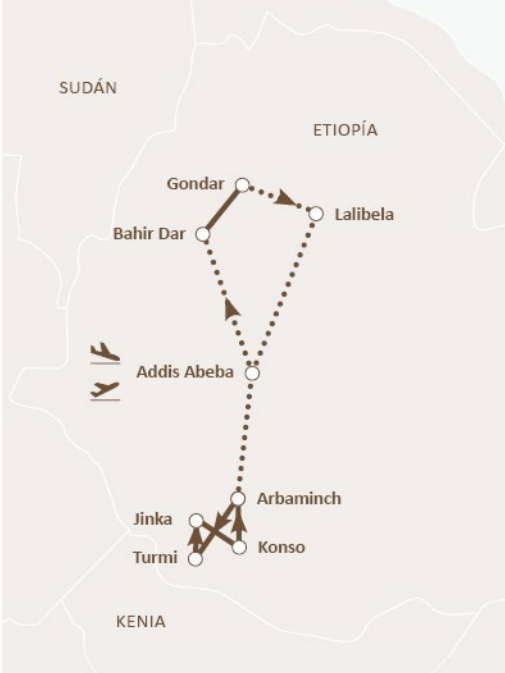 SUDÁN
ETIOPÍA
Gondar
Lalibela
Bahir Dar
Addis Abeba
Arbaminch
Jinka
Konso
Turmi
KENIA